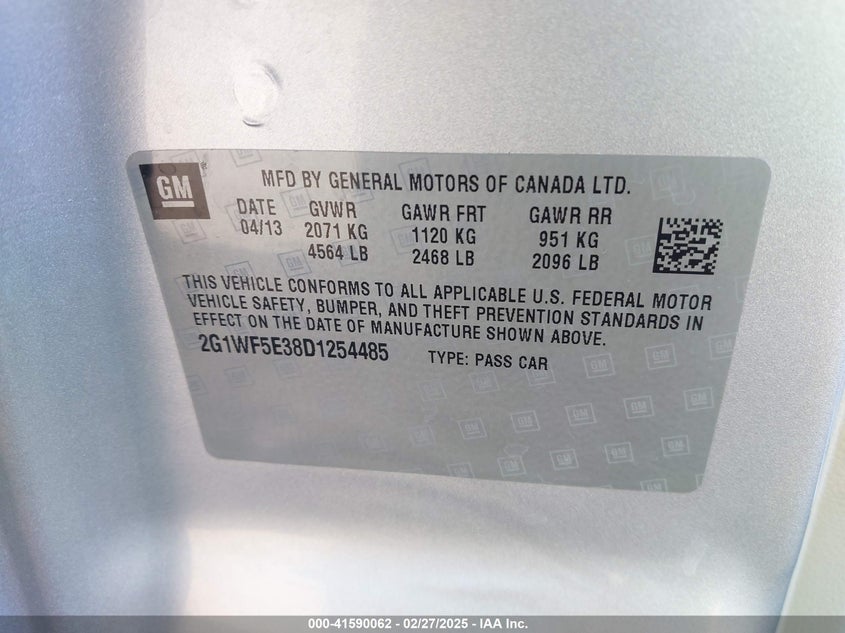 GM
MFD BY GENERAL MOTORS OF CANADA LTD.
DATE GVWR GAWR FRT GAWR RR
04/13 2071 KG 1120 KG 951 KG
4564 LB 2468 LB 2096 LB
THIS VEHICLE CONFORMS TO ALL APPLICABLE U.S. FEDERAL MOTOR
VEHICLE SAFETY, BUMPER, AND THEFT PREVENTION STANDARDS IN
EFFECT ON THE DATE OF MANUFACTURE SHOWN ABOVE.
2G1WF5E38D1254485 TYPE: PASS CAR
000-41590062 - 02/27/2025 - IAA Inc.